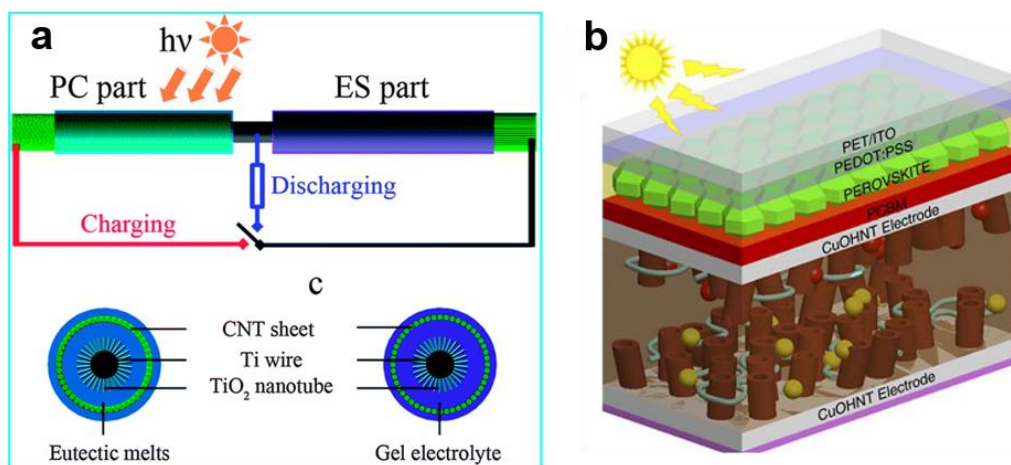 a
hν
PC part
ES part
Discharging
Charging
c
CNT sheet
Ti wire
TiO₂ nanotube
Eutectic melts
Gel electrolyte
b
PET/ITO
PEDOT:PSS
PEROVSKITE
PCBM
CuOHNT Electrode
CuOHNT Electrode